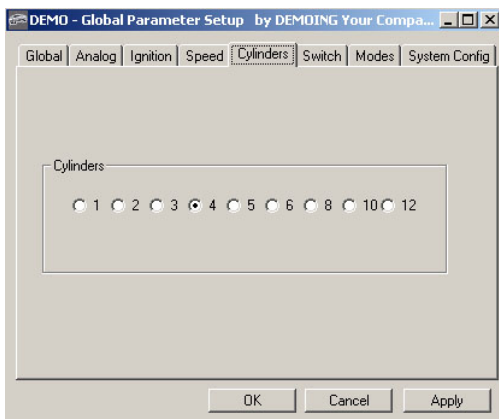 DEMO - Global Parameter Setup by DEMOING Your Compa...
Global Analog Ignition Speed Cylinders Switch Modes System Config
Cylinders
1 2 3 4 5 6 8 10 12
OK Cancel Apply